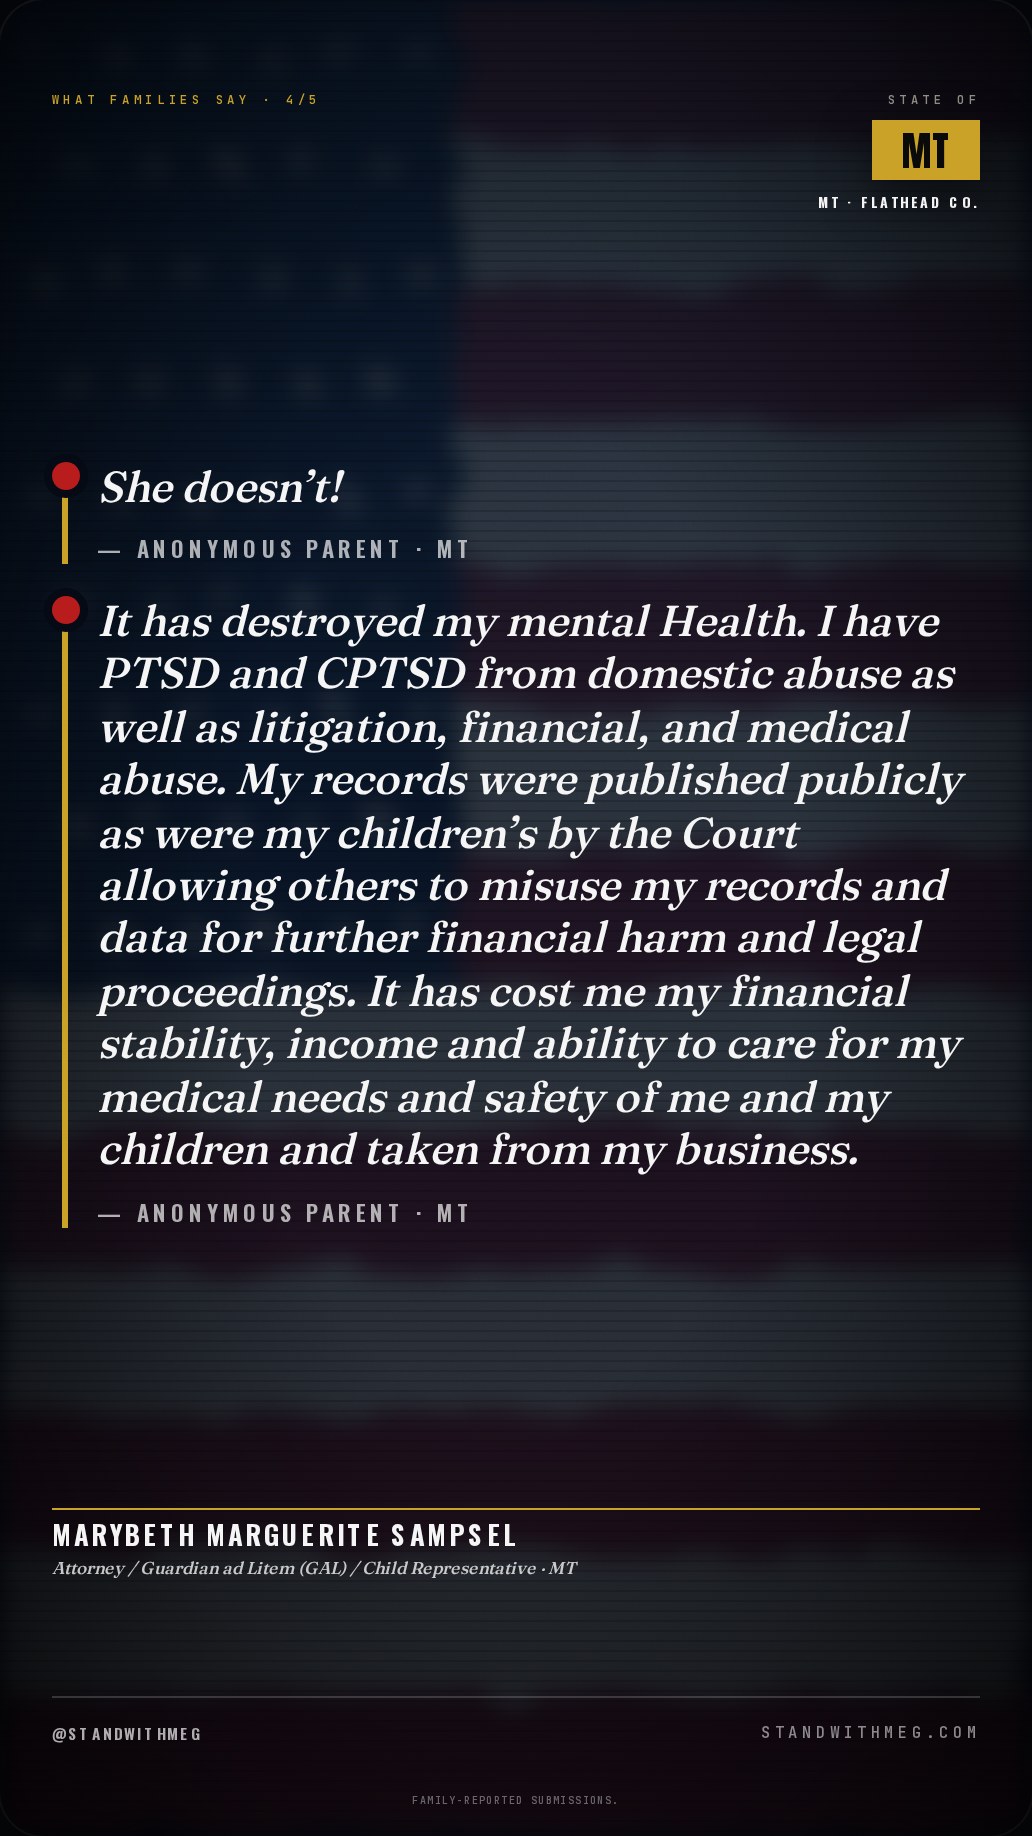 WHAT FAMILIES SAY · 4/5
STATE OF
MT
MT · FLATHEAD CO.
She doesn’t!
— ANONYMOUS PARENT · MT
It has destroyed my mental Health. I have
PTSD and CPTSD from domestic abuse as
well as litigation, financial, and medical
abuse. My records were published publicly
as were my children’s by the Court
allowing others to misuse my records and
data for further financial harm and legal
proceedings. It has cost me my financial
stability, income and ability to care for my
medical needs and safety of me and my
children and taken from my business.
— ANONYMOUS PARENT · MT
MARYBETH MARGUERITE SAMPSEL
Attorney / Guardian ad Litem (GAL) / Child Representative · MT
@STANDWITHMEG
STANDWITHMEG.COM
FAMILY-REPORTED SUBMISSIONS.